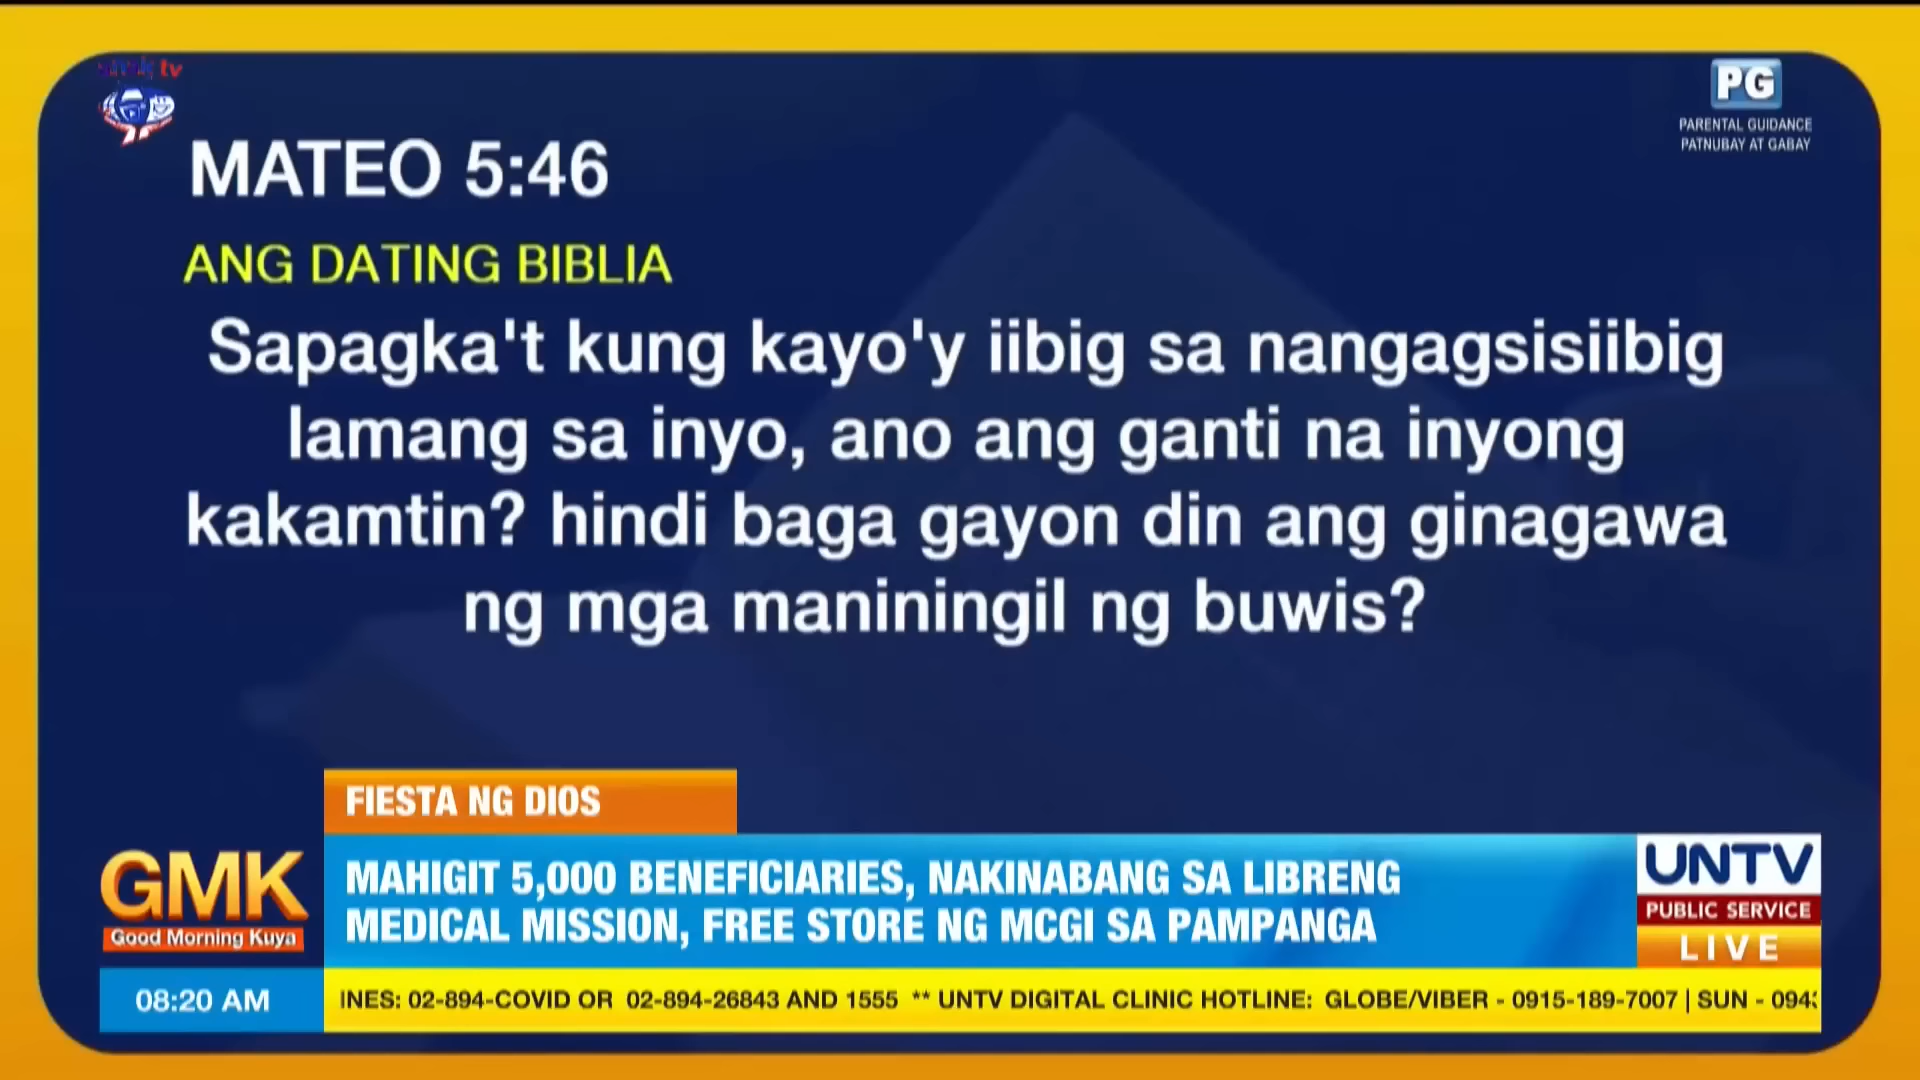 PG
PARENTAL GUIDANCE
PATNUBAY AT GABAY
MATEO 5:46
ANG DATING BIBLIA
Sapagka't kung kayo'y iibig sa nangagsisiibig
lamang sa inyo, ano ang ganti na inyong
kakamtin? hindi baga gayon din ang ginagawa
ng mga maniningil ng buwis?
FIESTA NG DIOS
MAHIGIT 5,000 BENEFICIARIES, NAKINABANG SA LIBRENG
MEDICAL MISSION, FREE STORE NG MCGI SA PAMPANGA
GMK
Good Morning Kuya
UNTV
PUBLIC SERVICE
LIVE
08:20 AM
INES: 02-894-COVID OR 02-894-26843 AND 1555 ** UNTV DIGITAL CLINIC HOTLINE: GLOBE/VIBER - 0915-189-7007 | SUN - 094